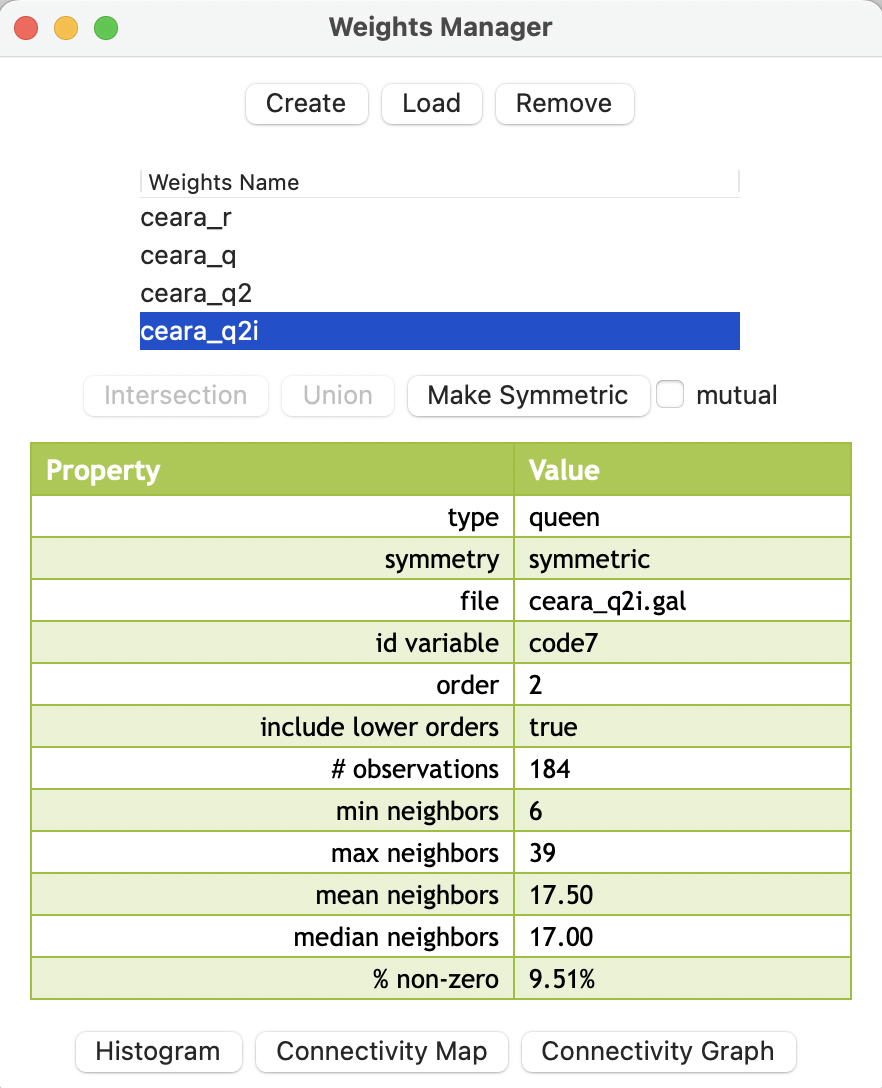 Weights Manager
Create Load Remove
Weights Name
ceara_r
ceara_q
ceara_q2
ceara_q2i
Intersection Union Make Symmetric mutual
Property Value
type queen
symmetry symmetric
file ceara_q2i.gal
id variable code7
order 2
include lower orders true
# observations 184
min neighbors 6
max neighbors 39
mean neighbors 17.50
median neighbors 17.00
% non-zero 9.51%
Histogram Connectivity Map Connectivity Graph